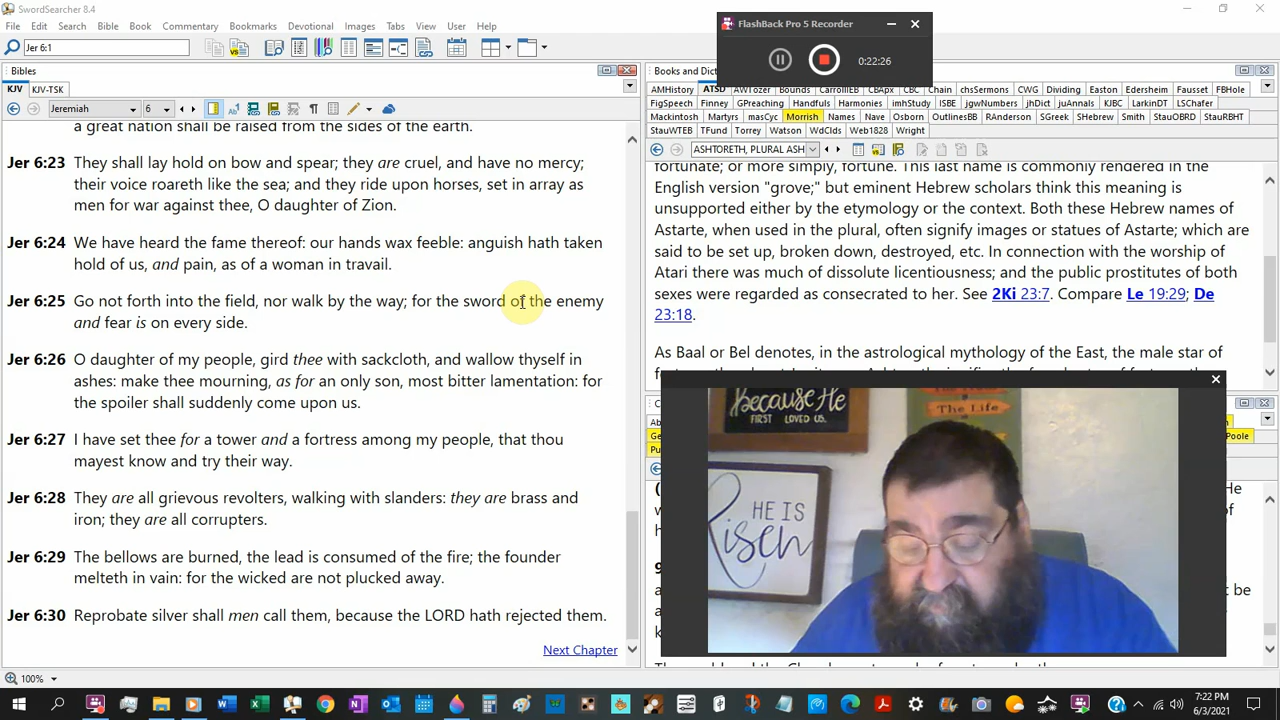 SwordSearcher 8.4
File Edit Search Bible Book Commentary Bookmarks Devotional Images Tabs View User Help
Jer 6:1
FlashBack Pro 5 Recorder
0:22:26
Bibles
KJV KJV-TSK
Jeremiah 6
a great nation shall be raised from the sides of the earth.
Jer 6:23 They shall lay hold on bow and spear; they are cruel, and have no mercy;
their voice roareth like the sea; and they ride upon horses, set in array as
men for war against thee, O daughter of Zion.
Jer 6:24 We have heard the fame thereof: our hands wax feeble: anguish hath taken
hold of us, and pain, as of a woman in travail.
Jer 6:25 Go not forth into the field, nor walk by the way; for the sword of the enemy
and fear is on every side.
Jer 6:26 O daughter of my people, gird thee with sackcloth, and wallow thyself in
ashes: make thee mourning, as for an only son, most bitter lamentation: for
the spoiler shall suddenly come upon us.
Jer 6:27 I have set thee for a tower and a fortress among my people, that thou
mayest know and try their way.
Jer 6:28 They are all grievous revolters, walking with slanders: they are brass and
iron; they are all corrupters.
Jer 6:29 The bellows are burned, the lead is consumed of the fire; the founder
melteth in vain: for the wicked are not plucked away.
Jer 6:30 Reprobate silver shall men call them, because the LORD hath rejected them.
Next Chapter
100%
Books and Dict
AMHistory ATSD AWTozer Bounds CarrollEB CBApx CBC Chain chsSermons CWG Dividing Easton Edersheim Fausset FBHole
FigSpeech Finney GPreaching Handfuls Harmonies imhStudy ISBE jgwNumbers jhDict juAnnals KJBC LarkinDT LSChafer
Mackintosh Martyrs masCyc Morrish Names Nave Osborn OutlinesBB RAnderson SGreek SHebrew Smith StauOBRD StauRBHT
StauWTEB TFund Torrey Watson WdClds Web1828 Wright
ASHTORETH, PLURAL ASH
fortunate; or more simply, fortune. This last name is commonly rendered in the
English version "grove;" but eminent Hebrew scholars think this meaning is
unsupported either by the etymology or the context. Both these Hebrew names of
Astarte, when used in the plural, often signify images or statues of Astarte; which are
said to be set up, broken down, destroyed, etc. In connection with the worship of
Atari there was much of dissolute licentiousness; and the public prostitutes of both
sexes were regarded as consecrated to her. See 2Ki 23:7. Compare Le 19:29; De
23:18.
As Baal or Bel denotes, in the astrological mythology of the East, the male star of
Poole
He
of
be
Because He
FIRST LOVED US.
The Life
HE IS
Risen
7:22 PM
6/3/2021